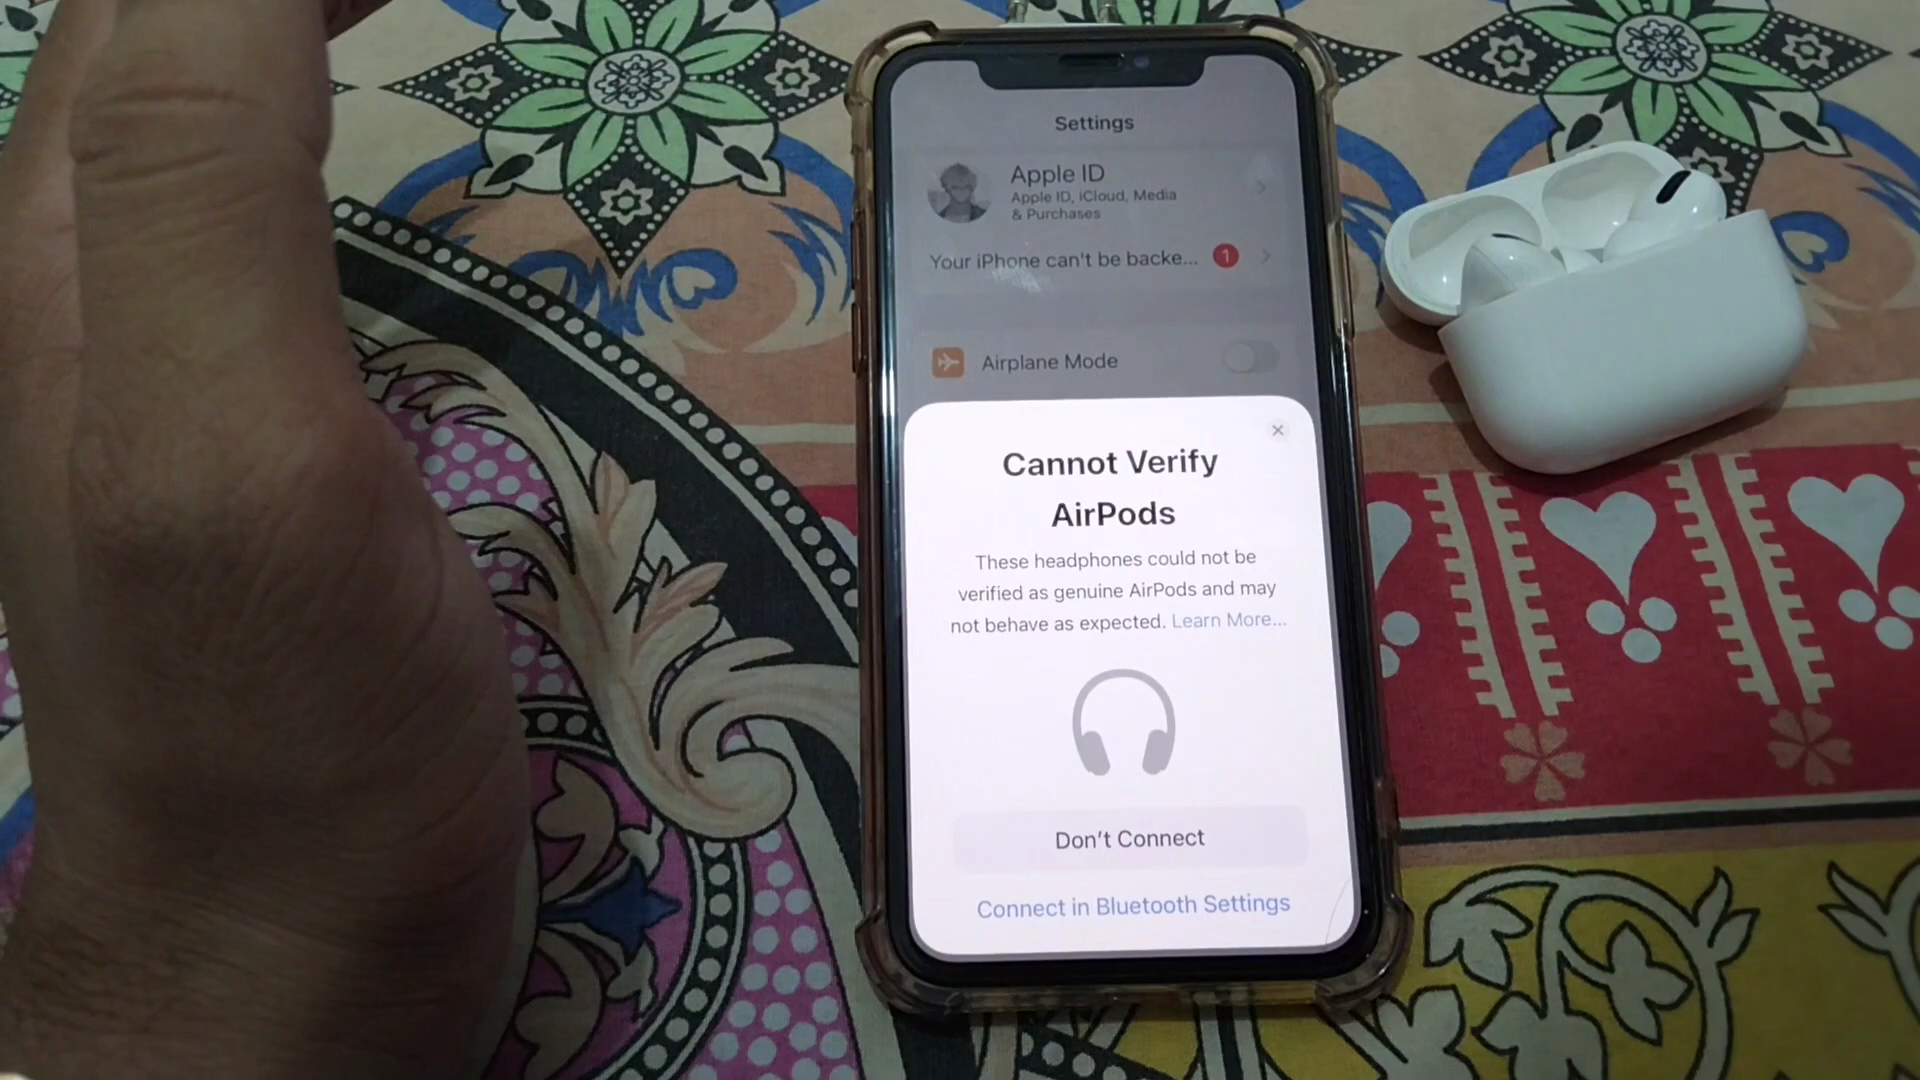 Settings
Apple ID
Apple ID, iCloud, Media
& Purchases
Your iPhone can't be backe... 1
Airplane Mode
Cannot Verify
AirPods
These headphones could not be
verified as genuine AirPods and may
not behave as expected. Learn More...
Don't Connect
Connect in Bluetooth Settings